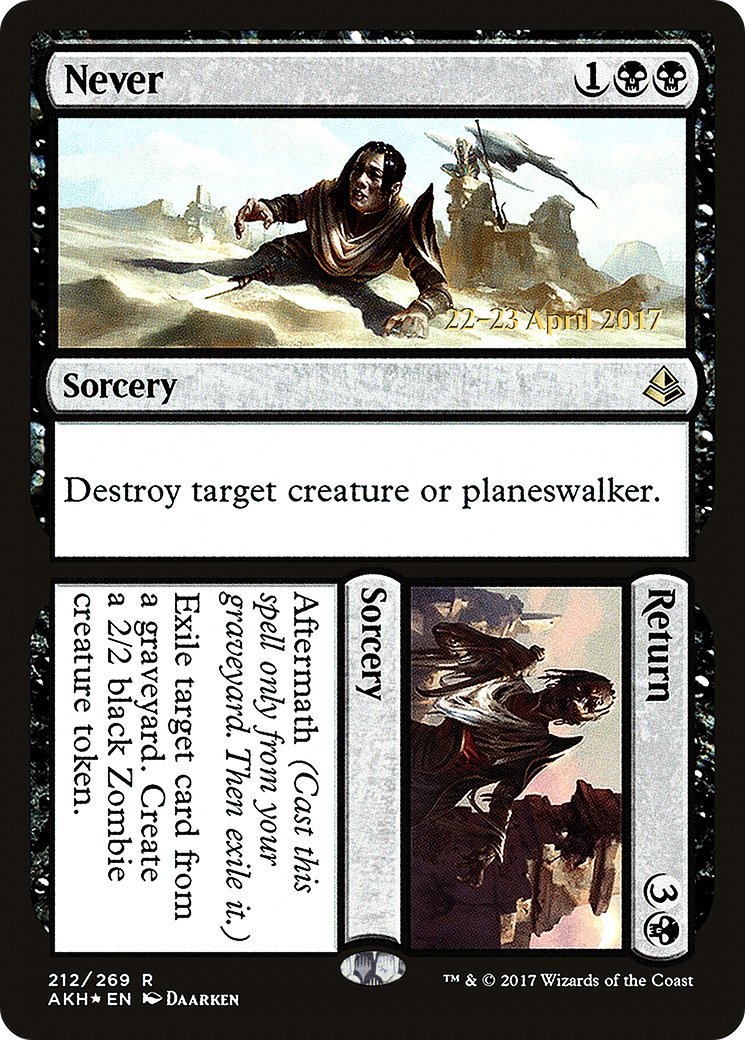 Never 1
22-23 April 2017
Sorcery
Destroy target creature or planeswalker.
Return 3
Sorcery
Aftermath (Cast this
spell only from your
graveyard. Then exile it.)
Exile target card from
a graveyard. Create
a 2/2 black Zombie
creature token.
212/269 R
AKH★EN DAARKEN
™ & © 2017 Wizards of the Coast